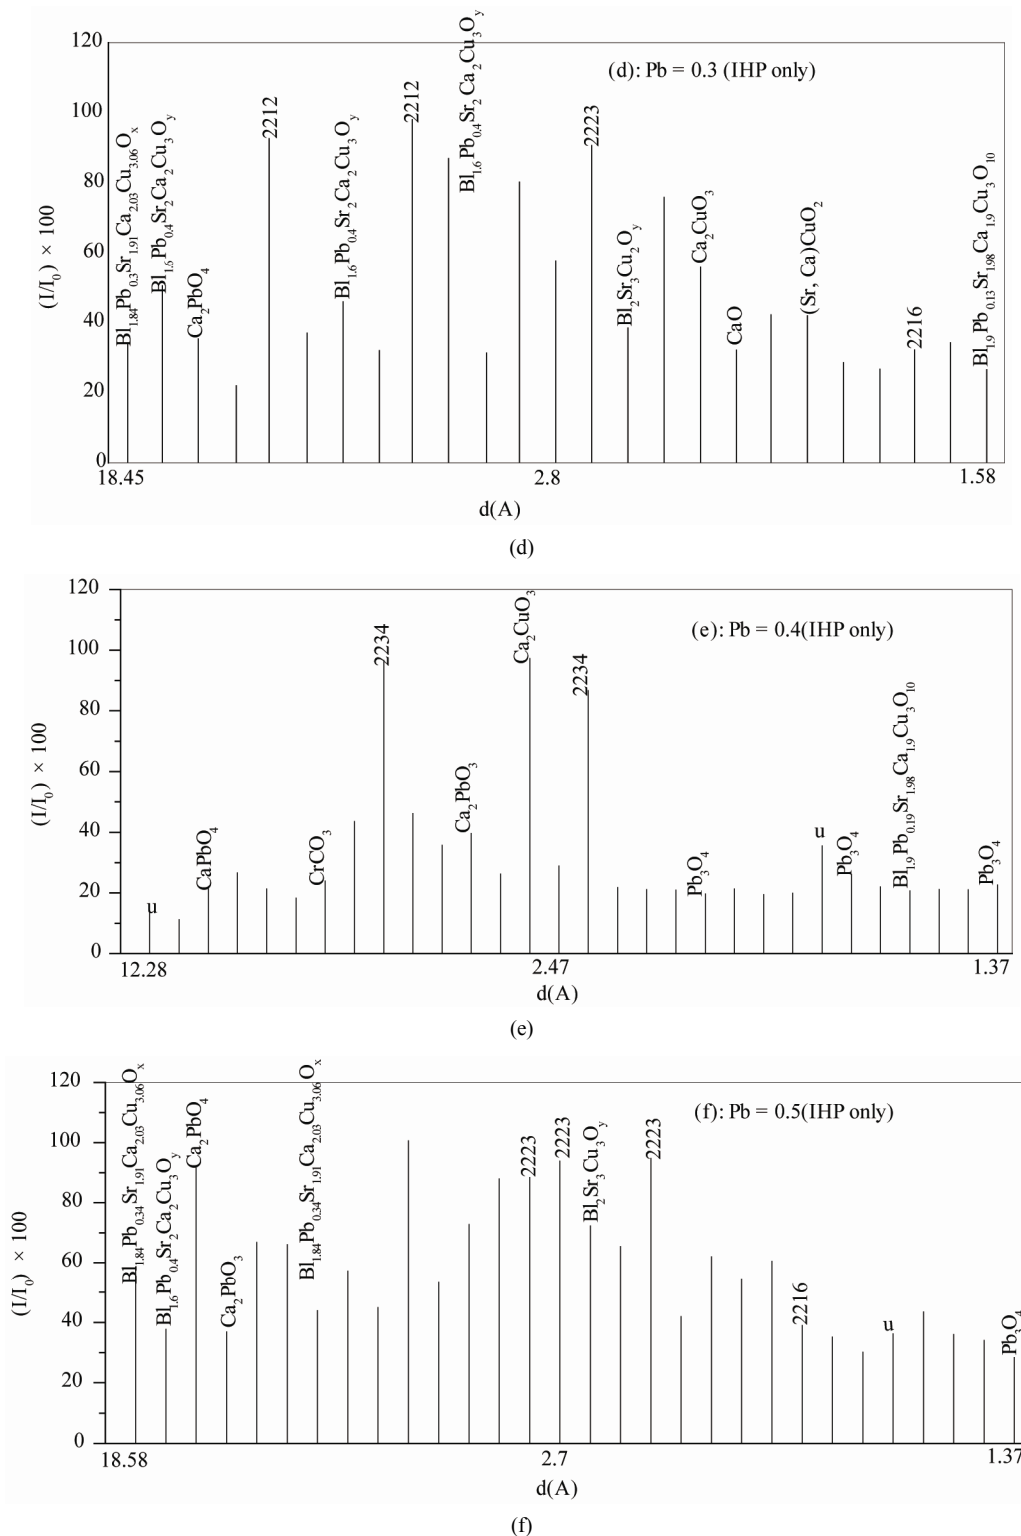 (d): Pb = 0.3 (IHP only)
120
100
80
60
40
20
0
(I/I₀) × 100
Bl₁.₈₄Pb₀.₃Sr₁.₉₁Ca₂.₀₃Cu₃.₀₆Oₓ
Bl₁.₆Pb₀.₄Sr₂Ca₂Cu₃Oy
Ca₂PbO₄
2212
Bl₁.₆Pb₀.₄Sr₂Ca₂Cu₃Oy
2212
Bl₁.₆Pb₀.₄Sr₂Ca₂Cu₃Oy
2223
Bl₂Sr₃Cu₂Oy
Ca₂CuO₃
CaO
(Sr, Ca)CuO₂
2216
Bl₁.₉Pb₀.₁₃Sr₁.₉₈Ca₁.₉Cu₃O₁₀
18.45 2.8 1.58
d(A)
(d)
(e): Pb = 0.4(IHP only)
120
100
80
60
40
20
0
(I/I₀) × 100
u
CaPbO₄
CrCO₃
2234
Ca₂PbO₃
Ca₂CuO₃
2234
Pb₃O₄
u
Pb₃O₄
Bl₁.₉Pb₀.₁₉Sr₁.₉₈Ca₁.₉Cu₃O₁₀
Pb₃O₄
12.28 2.47 1.37
d(A)
(e)
(f): Pb = 0.5(IHP only)
120
100
80
60
40
20
0
(I/I₀) × 100
Bl₁.₈₄Pb₀.₃₄Sr₁.₉₁Ca₂.₀₃Cu₃.₀₆Oₓ
Bl₁.₆Pb₀.₄Sr₂Ca₂Cu₃Oy
Ca₂PbO₄
Ca₂PbO₃
Bl₁.₈₄Pb₀.₃₄Sr₁.₉₁Ca₂.₀₃Cu₃.₀₆Oₓ
2223
2223
Bl₂Sr₃Cu₃Oy
2223
2216
u
Pb₃O₄
18.58 2.7 1.37
d(A)
(f)